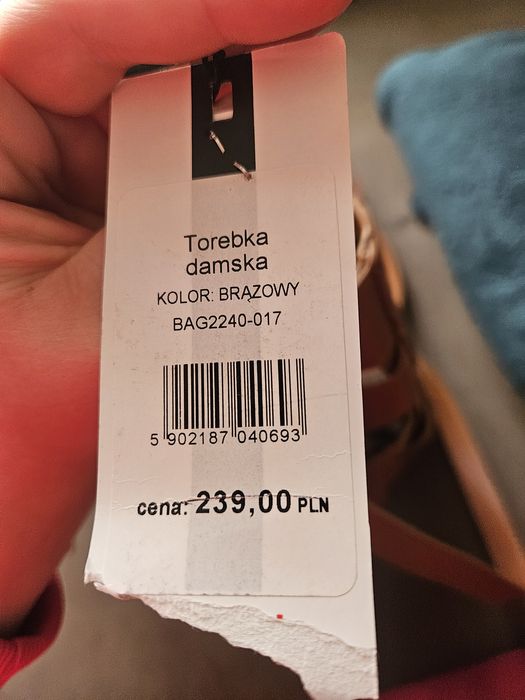 Torebka
damska
KOLOR: BRĄZOWY
BAG2240-017
5 902187 040693
cena: 239,00 PLN